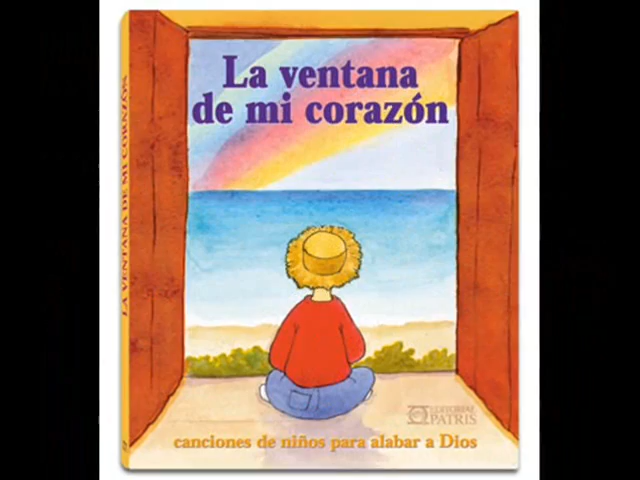 La ventana
de mi corazón
LA VENTANA DE MI CORAZÓN
EDITORIAL
PATRIS
canciones de niños para alabar a Dios